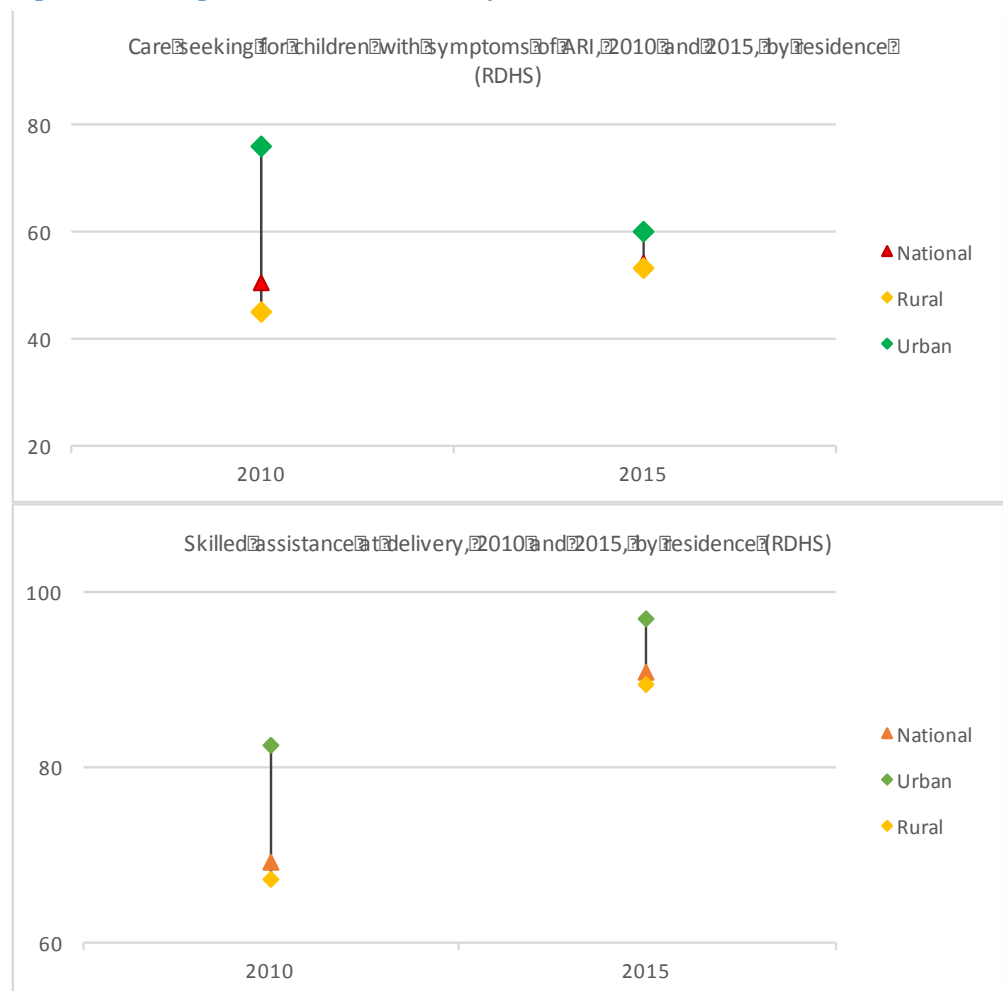 Care seeking for children with symptoms of ARI, 2010 and 2015, by residence
(RDHS)
80
60
40
20
2010
2015
National
Rural
Urban
Skilled assistance at delivery, 2010 and 2015, by residence (RDHS)
100
80
60
2010
2015
National
Urban
Rural